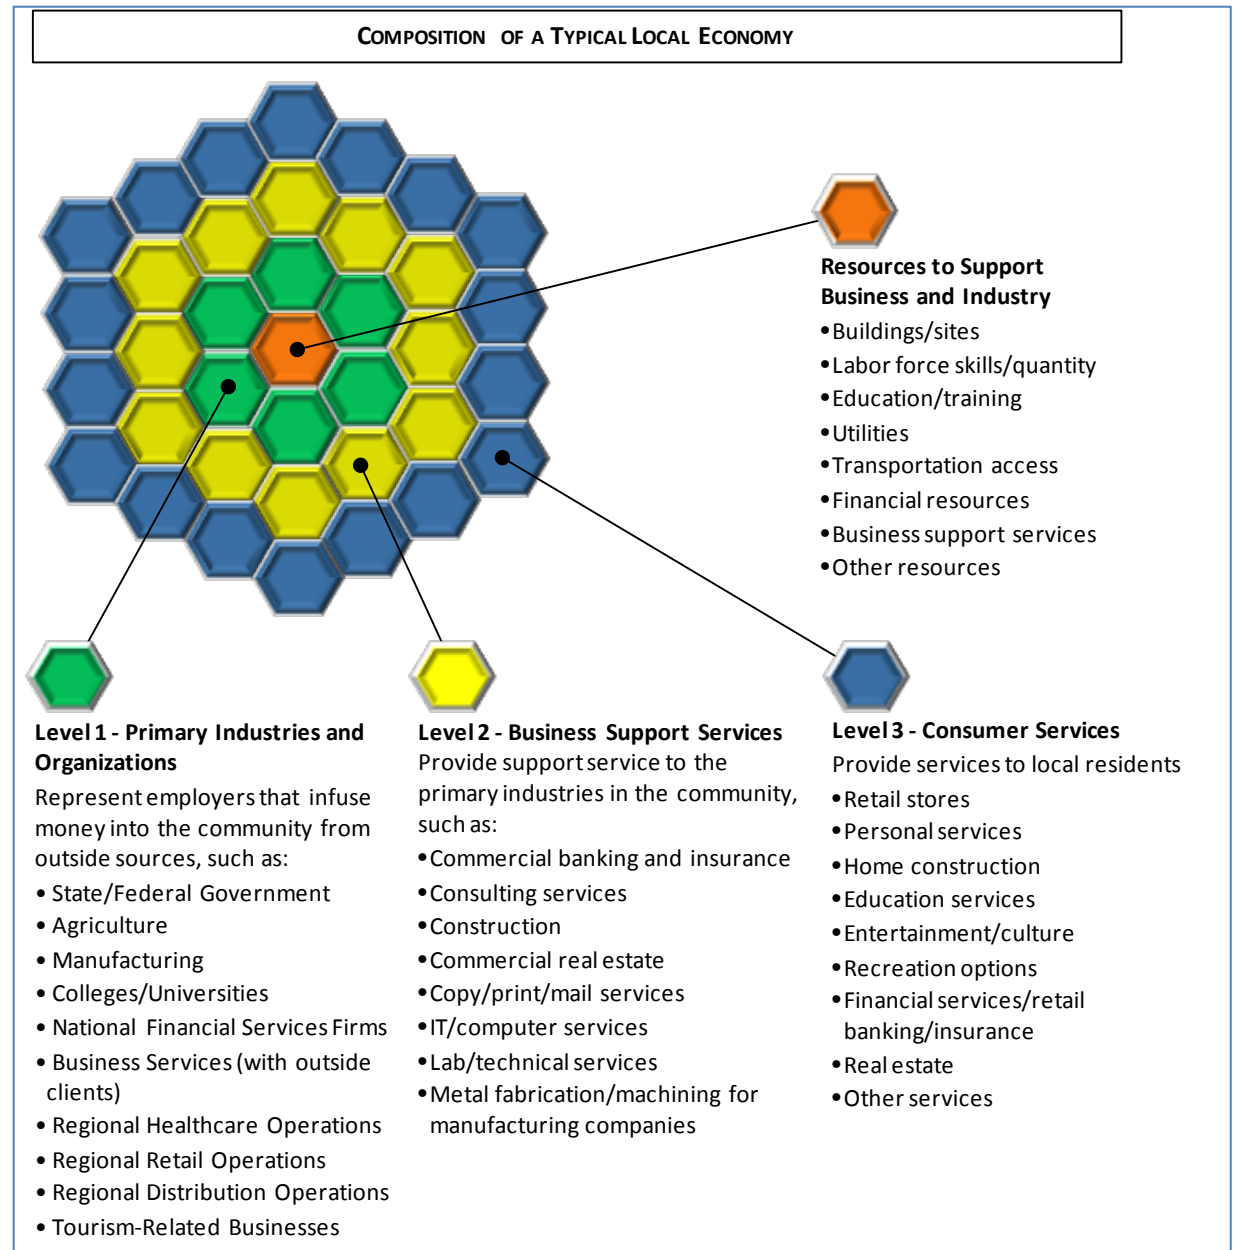 COMPOSITION OF A TYPICAL LOCAL ECONOMY
Resources to Support
Business and Industry
•Buildings/sites
•Labor force skills/quantity
•Education/training
•Utilities
•Transportation access
•Financial resources
•Business support services
•Other resources
Level 1 - Primary Industries and
Organizations
Represent employers that infuse
money into the community from
outside sources, such as:
• State/Federal Government
• Agriculture
• Manufacturing
• Colleges/Universities
• National Financial Services Firms
• Business Services (with outside
clients)
• Regional Healthcare Operations
• Regional Retail Operations
• Regional Distribution Operations
• Tourism-Related Businesses
Level 2 - Business Support Services
Provide support service to the
primary industries in the community,
such as:
•Commercial banking and insurance
•Consulting services
•Construction
•Commercial real estate
•Copy/print/mail services
•IT/computer services
•Lab/technical services
•Metal fabrication/machining for
manufacturing companies
Level 3 - Consumer Services
Provide services to local residents
•Retail stores
•Personal services
•Home construction
•Education services
•Entertainment/culture
•Recreation options
•Financial services/retail
banking/insurance
•Real estate
•Other services